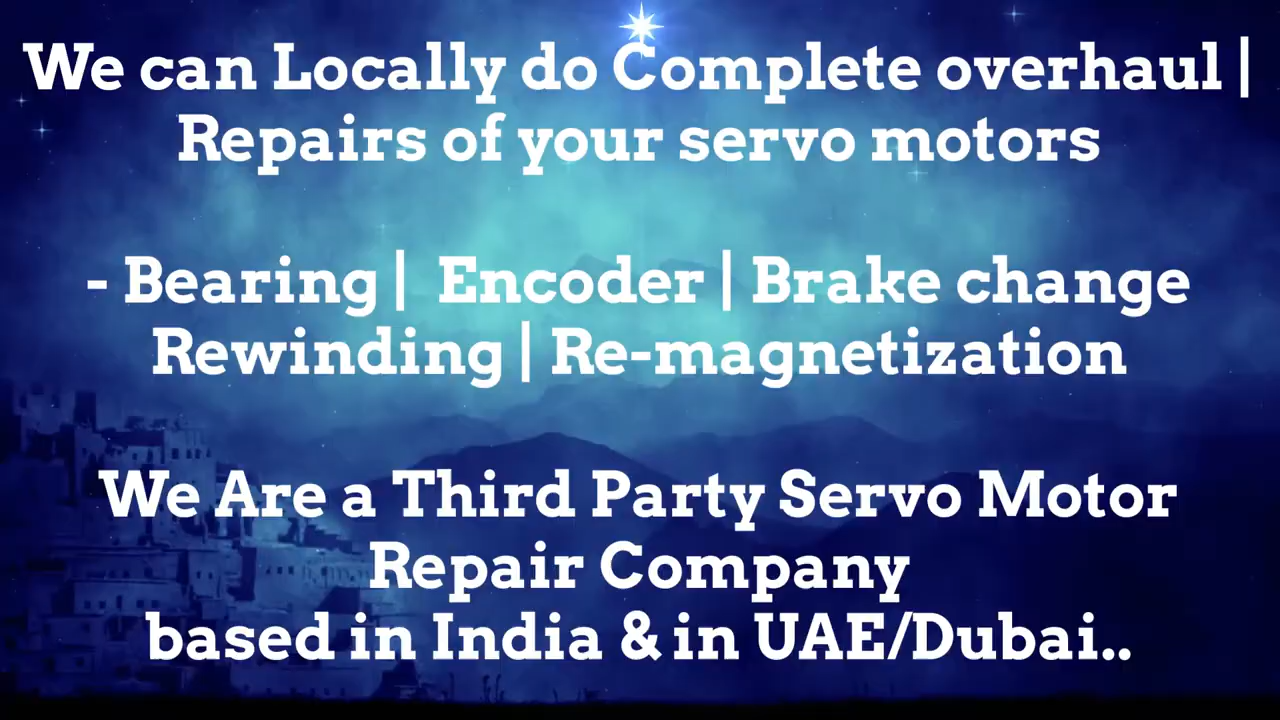 We can Locally do Complete overhaul |
Repairs of your servo motors
- Bearing | Encoder | Brake change
Rewinding | Re-magnetization
We Are a Third Party Servo Motor
Repair Company
based in India & in UAE/Dubai..